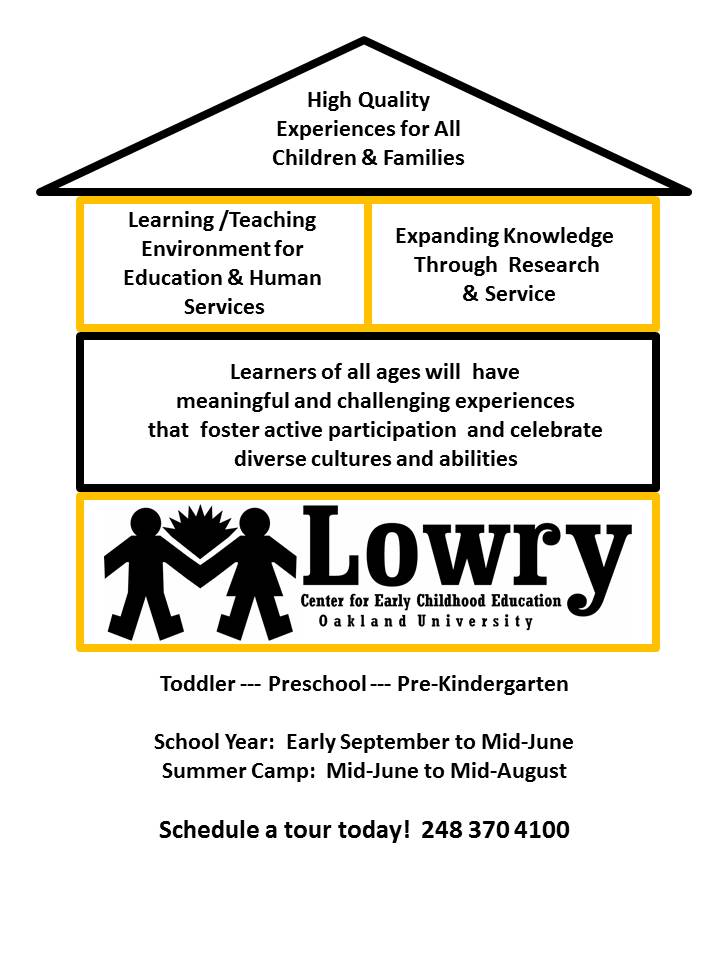 High Quality
Experiences for All
Children & Families
Learning /Teaching
Environment for
Education & Human
Services
Expanding Knowledge
Through Research
& Service
Learners of all ages will have
meaningful and challenging experiences
that foster active participation and celebrate
diverse cultures and abilities
Lowry
Center for Early Childhood Education
Oakland University
Toddler --- Preschool --- Pre-Kindergarten
School Year: Early September to Mid-June
Summer Camp: Mid-June to Mid-August
Schedule a tour today! 248 370 4100